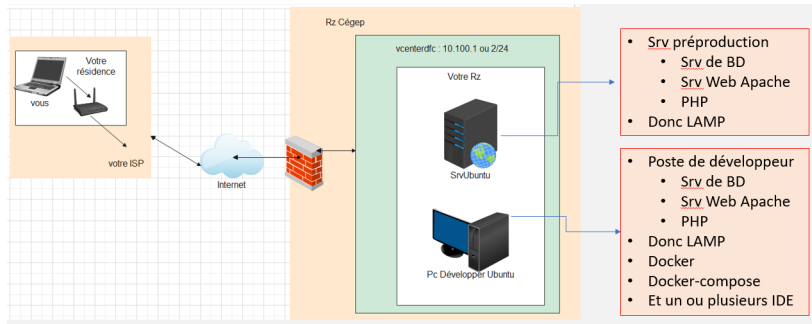 Rz Cégep
Votre
résidence
vous
votre ISP
Internet
vcenterdfc : 10.100.1 ou 2/24
Votre Rz
SrvUbuntu
Pc Développer Ubuntu
• Srv préproduction
• Srv de BD
• Srv Web Apache
• PHP
• Donc LAMP
• Poste de développeur
• Srv de BD
• Srv Web Apache
• PHP
• Donc LAMP
• Docker
• Docker-compose
• Et un ou plusieurs IDE